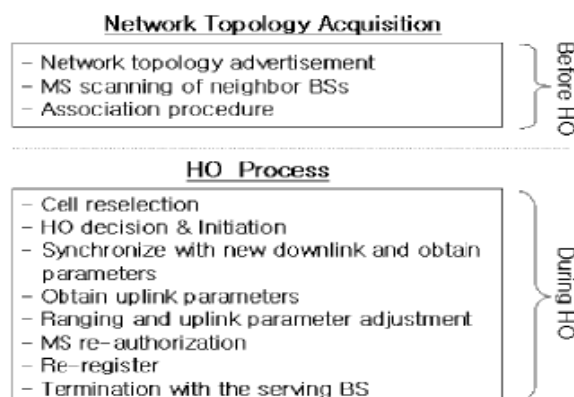 Network Topology Acquisition
- Network topology advertisement
- MS scanning of neighbor BSs
- Association procedure
Before HO
HO Process
- Cell reselection
- HO decision & Initiation
- Synchronize with new downlink and obtain
parameters
- Obtain uplink parameters
- Ranging and uplink parameter adjustment
- MS re-authorization
- Re-register
- Termination with the serving BS
During HO